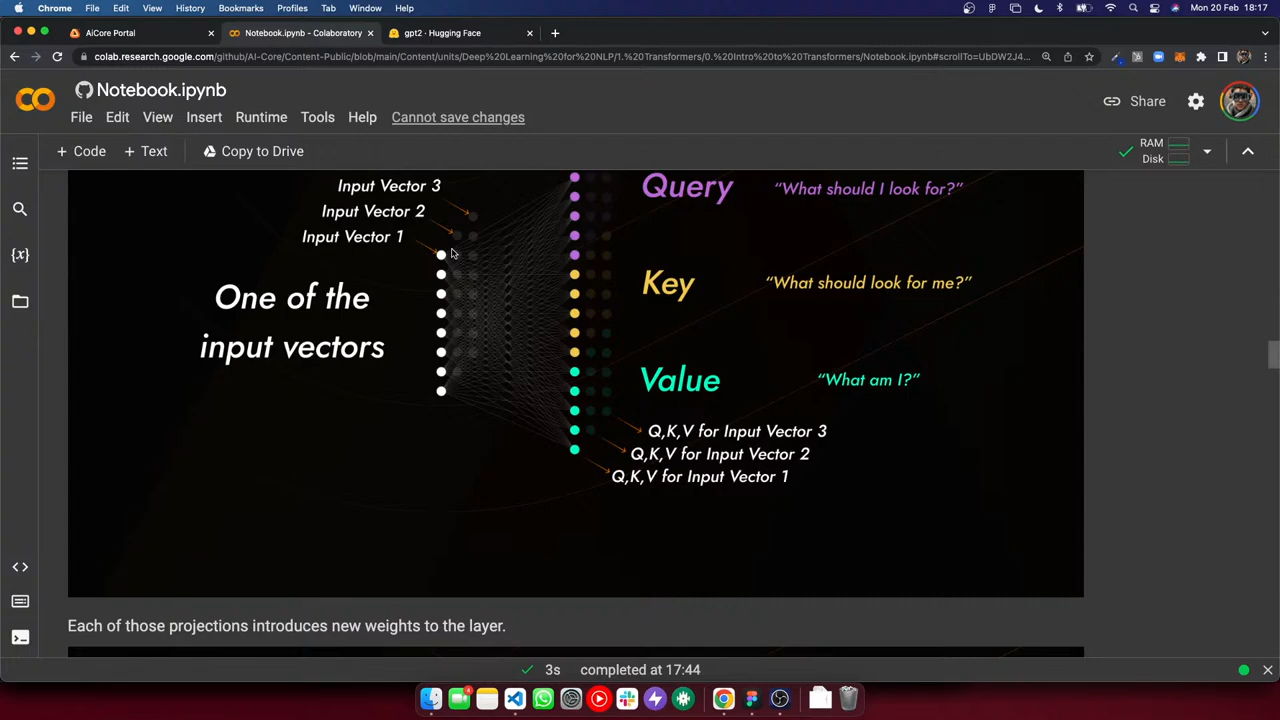 Chrome File Edit View History Bookmarks Profiles Tab Window Help Mon 20 Feb 18:17
AiCore Portal Notebook.ipynb - Colaboratory gpt2 · Hugging Face
colab.research.google.com/github/AI-Core/Content-Public/blob/main/Content/units/Deep%20Learning%20for%20NLP/1.%20Transformers/0.%20Intro%20to%20Transformers/Notebook.ipynb#scrollTo=UbDW2J4...
Notebook.ipynb
Share
File Edit View Insert Runtime Tools Help Cannot save changes
+ Code + Text Copy to Drive
RAM
Disk
Input Vector 3
Input Vector 2
Input Vector 1
One of the
input vectors
Query "What should I look for?"
Key "What should look for me?"
Value "What am I?"
Q,K,V for Input Vector 3
Q,K,V for Input Vector 2
Q,K,V for Input Vector 1
Each of those projections introduces new weights to the layer.
3s completed at 17:44